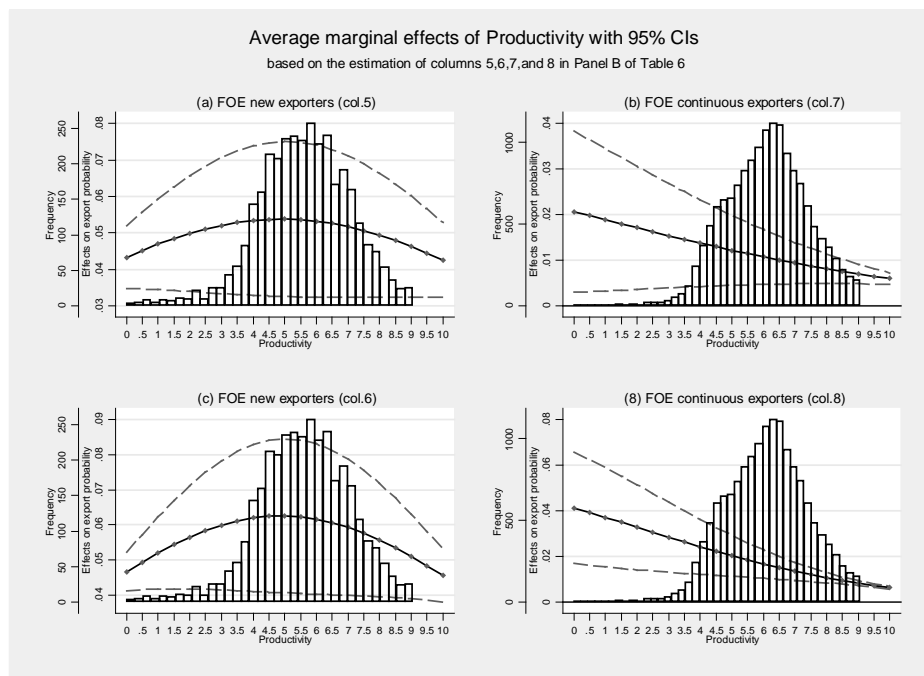 Average marginal effects of Productivity with 95% CIs
based on the estimation of columns 5,6,7,and 8 in Panel B of Table 6
(a) FOE new exporters (col.5)
Frequency
0 50 100 150 200 250
Effects on export probability
.03 .04 .05 .06 .07 .08
0 .5 1 1.5 2 2.5 3 3.5 4 4.5 5 5.5 6 6.5 7 7.5 8 8.5 9 9.5 10
Productivity
(b) FOE continuous exporters (col.7)
Frequency
0 500 1000
Effects on export probability
0 .01 .02 .03 .04
0 .5 1 1.5 2 2.5 3 3.5 4 4.5 5 5.5 6 6.5 7 7.5 8 8.5 9 9.5 10
Productivity
(c) FOE new exporters (col.6)
Frequency
0 50 100 150 200 250
Effects on export probability
.04 .05 .06 .07 .08 .09
0 .5 1 1.5 2 2.5 3 3.5 4 4.5 5 5.5 6 6.5 7 7.5 8 8.5 9 9.5 10
Productivity
(8) FOE continuous exporters (col.8)
Frequency
0 500 1000
Effects on export probability
0 .02 .04 .06 .08
0 .5 1 1.5 2 2.5 3 3.5 4 4.5 5 5.5 6 6.5 7 7.5 8 8.5 9 9.5 10
Productivity